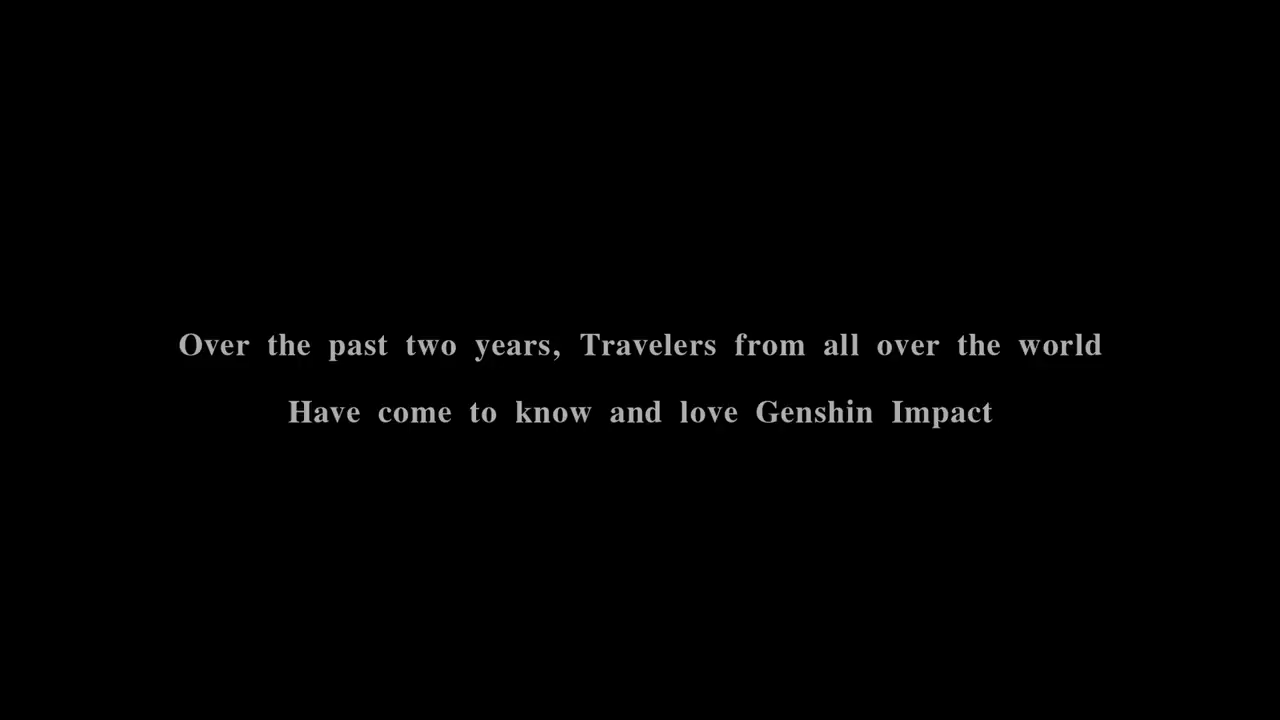 Over the past two years, Travelers from all over the world
Have come to know and love Genshin Impact